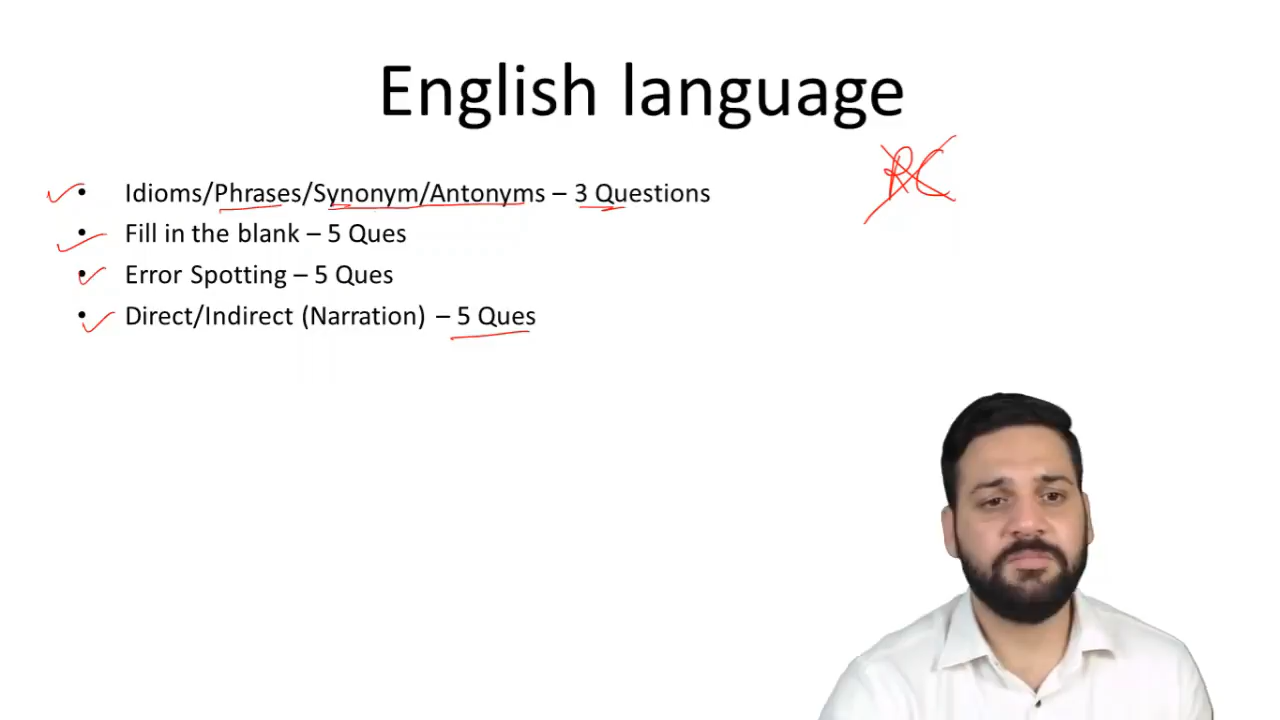 English language
• Idioms/Phrases/Synonym/Antonyms – 3 Questions
RC
• Fill in the blank – 5 Ques
• Error Spotting – 5 Ques
• Direct/Indirect (Narration) – 5 Ques